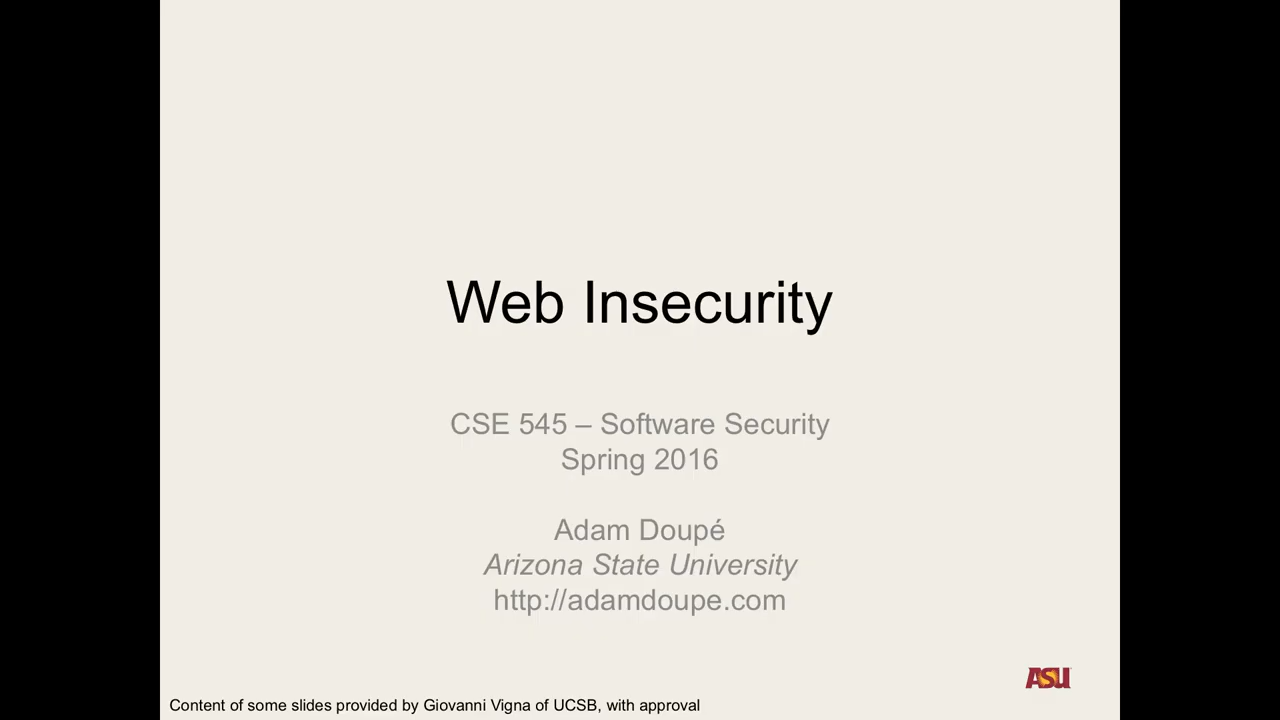 Web Insecurity
CSE 545 – Software Security
Spring 2016
Adam Doupé
Arizona State University
http://adamdoupe.com
ASU
Content of some slides provided by Giovanni Vigna of UCSB, with approval